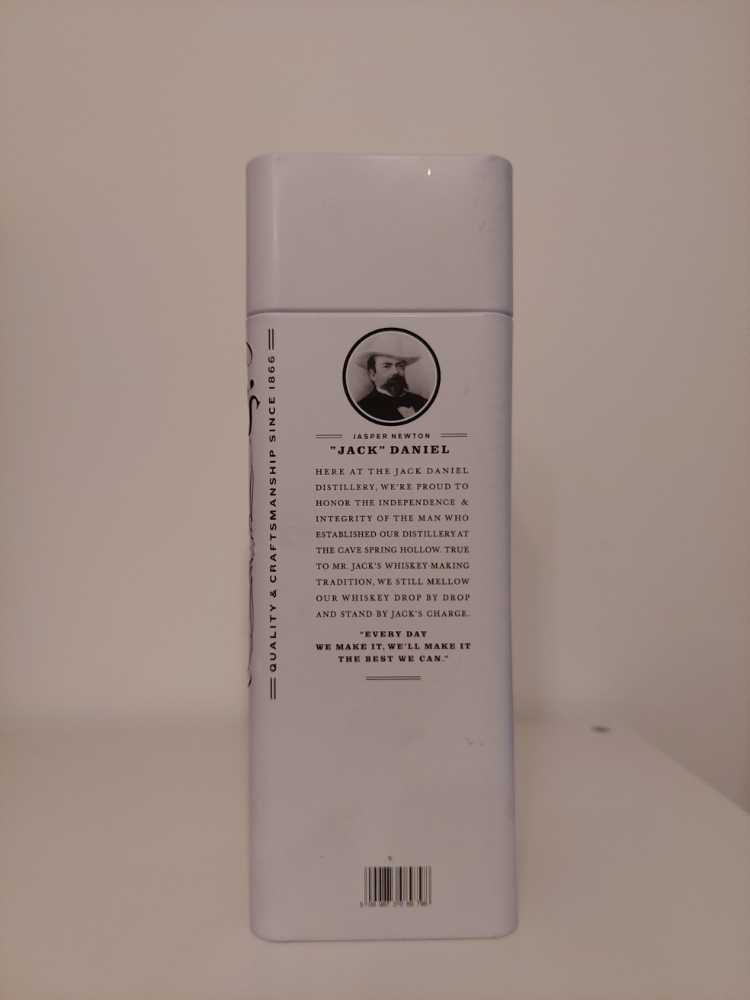 QUALITY & CRAFTSMANSHIP SINCE 1866
JASPER NEWTON
"JACK" DANIEL
HERE AT THE JACK DANIEL
DISTILLERY, WE'RE PROUD TO
HONOR THE INDEPENDENCE &
INTEGRITY OF THE MAN WHO
ESTABLISHED OUR DISTILLERY AT
THE CAVE SPRING HOLLOW. TRUE
TO MR. JACK'S WHISKEY-MAKING
TRADITION, WE STILL MELLOW
OUR WHISKEY DROP BY DROP
AND STAND BY JACK'S CHARGE.
"EVERY DAY
WE MAKE IT, WE'LL MAKE IT
THE BEST WE CAN."